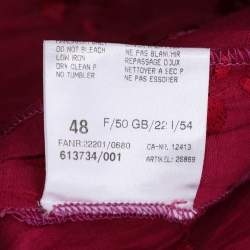 DO NOT BLEACH NE PAS BLANCHIR
LOW IRON REPASSAGE DOUX
DRY CLEAN P NETTOYER A SEC P
NO TUMBLER NE PAS ESSORER
48 F/50 GB/22 I/54
FANR:22201/0680 CA-NR. 12413
613734/001 ARTIKEL: 26869